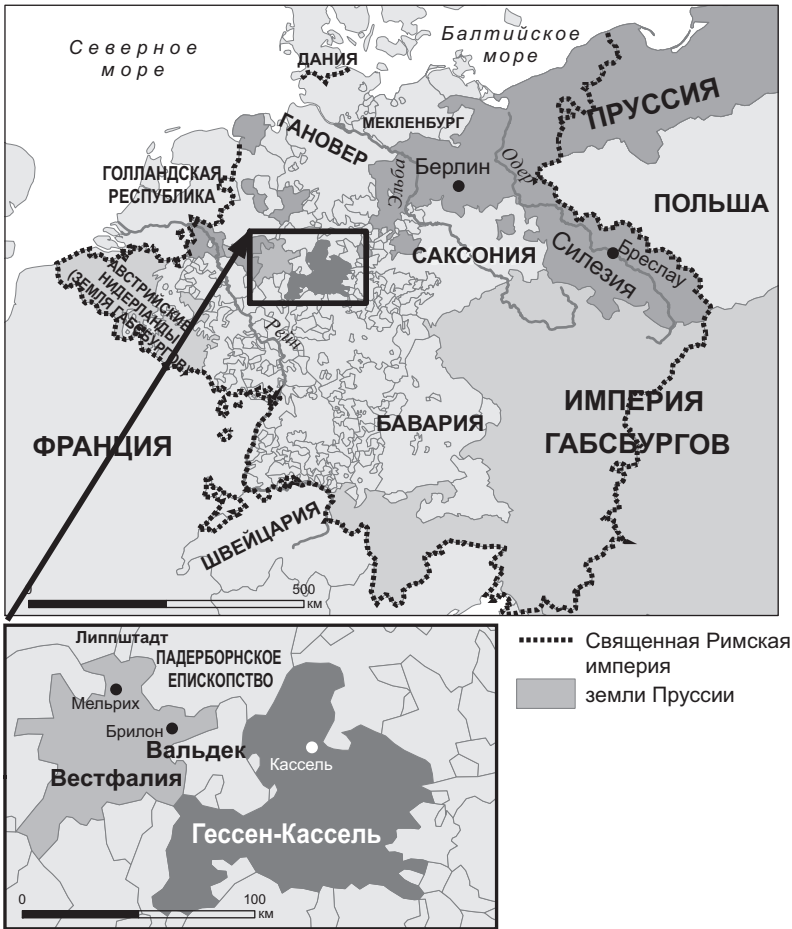 Северное
море
Балтийское
море
ДАНИЯ
ПРУССИЯ
МЕКЛЕНБУРГ
ГАНОВЕР
Эльба
Берлин
Одер
ГОЛЛАНДСКАЯ
РЕСПУБЛИКА
ПОЛЬША
САКСОНИЯ
Силезия
Бреслау
АВСТРИЙСКИЕ
НИДЕРЛАНДЫ
(ЗЕМЛЯ ГАБСБУРГОВ)
Рейн
ФРАНЦИЯ
БАВАРИЯ
ИМПЕРИЯ
ГАБСБУРГОВ
ШВЕЙЦАРИЯ
0
500
км
Липпштадт
ПАДЕРБОРНСКОЕ
ЕПИСКОПСТВО
Мельрих
Брилон
Вальдек
Вестфалия
Кассель
Гессен-Кассель
0
100
км
Священная Римская
империя
земли Пруссии